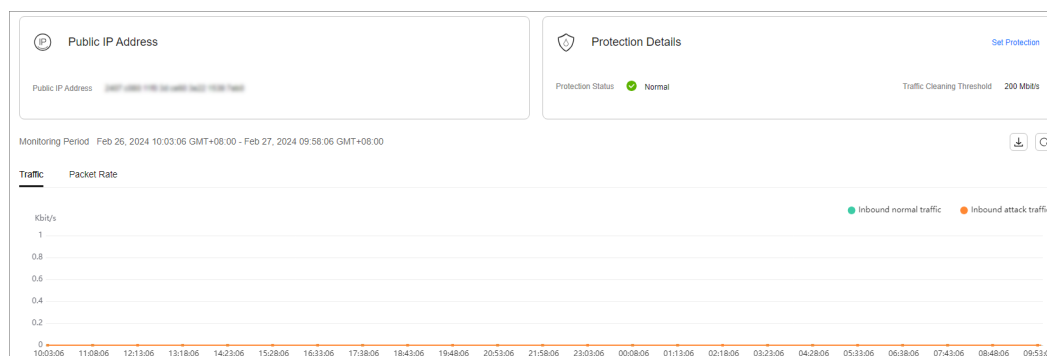 IP Public IP Address
Protection Details
Set Protection
Public IP Address
Protection Status Normal
Traffic Cleaning Threshold 200 Mbit/s
Monitoring Period Feb 26, 2024 10:03:06 GMT+08:00 - Feb 27, 2024 09:58:06 GMT+08:00
Traffic Packet Rate
Inbound normal traffic Inbound attack traffi
Kbit/s
1
0.8
0.6
0.4
0.2
0
10:03:06 11:08:06 12:13:06 13:18:06 14:23:06 15:28:06 16:33:06 17:38:06 18:43:06 19:48:06 20:53:06 21:58:06 23:03:06 00:08:06 01:13:06 02:18:06 03:23:06 04:28:06 05:33:06 06:38:06 07:43:06 08:48:06 09:53: